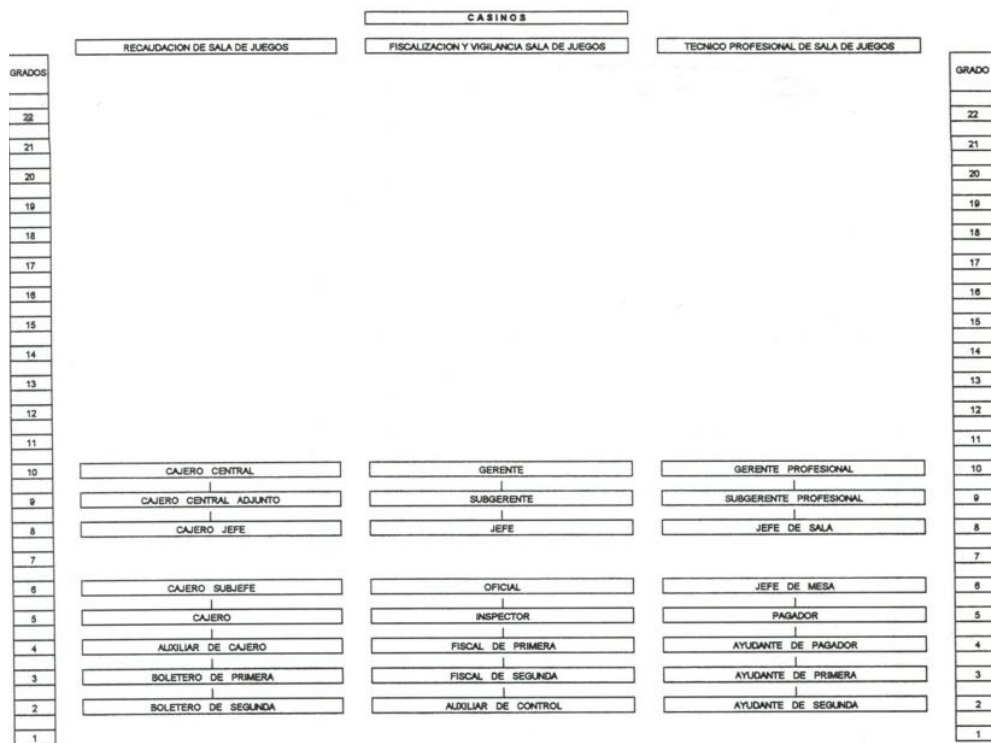 CASINOS
RECAUDACION DE SALA DE JUEGOS FISCALIZACION Y VIGILANCIA SALA DE JUEGOS TECNICO PROFESIONAL DE SALA DE JUEGOS
GRADOS GRADO
22 22
21 21
20 20
19 19
18 18
17 17
16 16
15 15
14 14
13 13
12 12
11 11
10 CAJERO CENTRAL GERENTE GERENTE PROFESIONAL 10
9 CAJERO CENTRAL ADJUNTO SUBGERENTE SUBGERENTE PROFESIONAL 9
8 CAJERO JEFE JEFE JEFE DE SALA 8
7 7
6 CAJERO SUBJEFE OFICIAL JEFE DE MESA 6
5 CAJERO INSPECTOR PAGADOR 5
4 AUXILIAR DE CAJERO FISCAL DE PRIMERA AYUDANTE DE PAGADOR 4
3 BOLETERO DE PRIMERA FISCAL DE SEGUNDA AYUDANTE DE PRIMERA 3
2 BOLETERO DE SEGUNDA AUXILIAR DE CONTROL AYUDANTE DE SEGUNDA 2
1 1